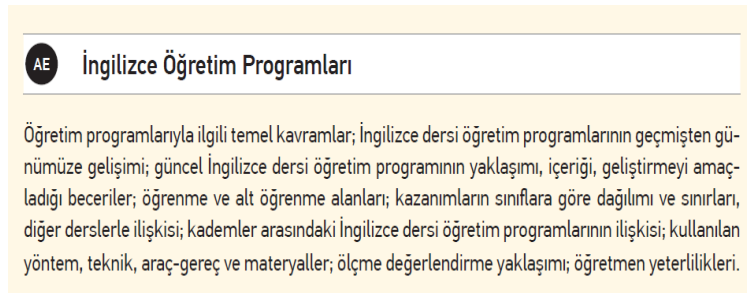 AE İngilizce Öğretim Programları
Öğretim programlarıyla ilgili temel kavramlar; İngilizce dersi öğretim programlarının geçmişten gü-
nümüze gelişimi; güncel İngilizce dersi öğretim programının yaklaşımı, içeriği, geliştirmeyi amaç-
ladığı beceriler; öğrenme ve alt öğrenme alanları; kazanımların sınıflara göre dağılımı ve sınırları,
diğer derslerle ilişkisi; kademler arasındaki İngilizce dersi öğretim programlarının ilişkisi; kullanılan
yöntem, teknik, araç-gereç ve materyaller; ölçme değerlendirme yaklaşımı; öğretmen yeterlilikleri.